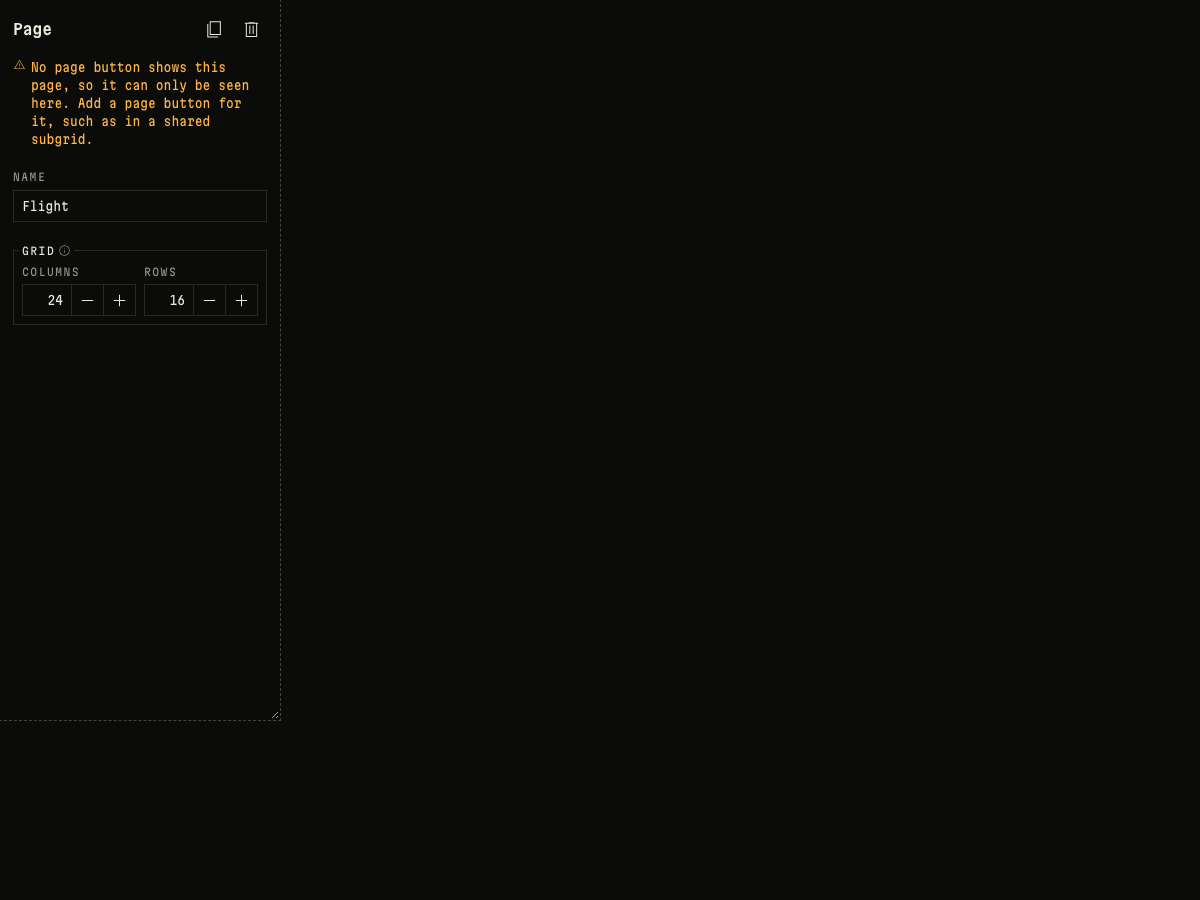 Page
No page button shows this
page, so it can only be seen
here. Add a page button for
it, such as in a shared
subgrid.
NAME
Flight
GRID
COLUMNS ROWS
24 16